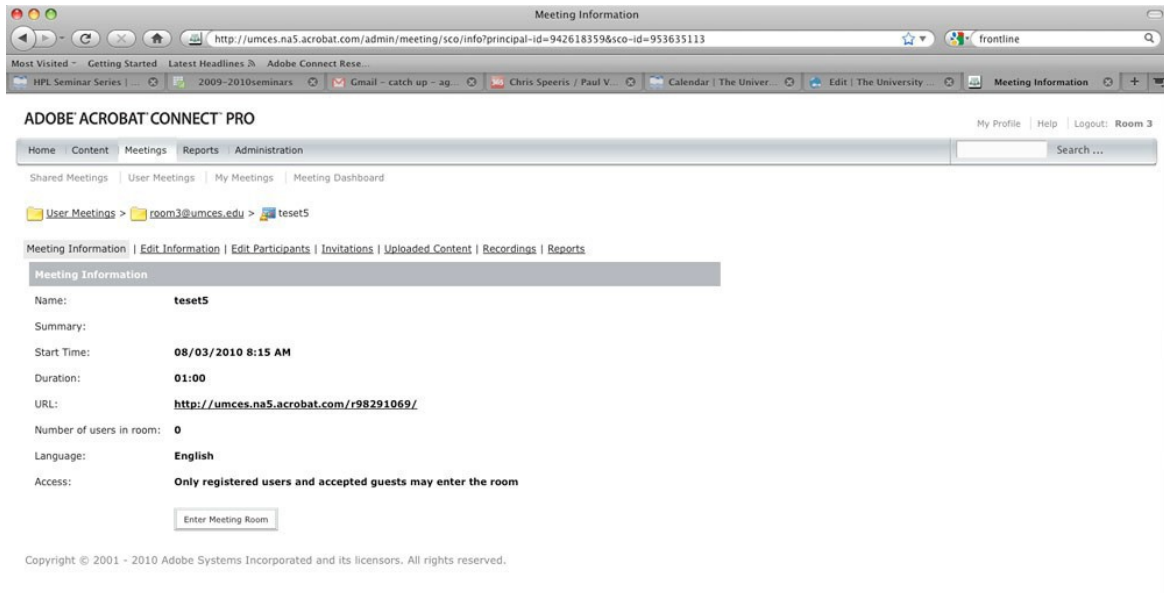 Meeting Information
http://umces.na5.acrobat.com/admin/meeting/sco/info?principal-id=942618359&sco-id=953635113 frontline
Most Visited Getting Started Latest Headlines Adobe Connect Rese...
HPL Seminar Series | ... 2009-2010seminars Gmail – catch up – ag... Chris Speeris / Paul V... Calendar | The Univer... Edit | The University ... Meeting Information +
ADOBE® ACROBAT® CONNECT™ PRO
My Profile | Help | Logout: Room 3
Home Content Meetings Reports Administration Search ...
Shared Meetings | User Meetings | My Meetings | Meeting Dashboard
User Meetings > room3@umces.edu > teset5
Meeting Information | Edit Information | Edit Participants | Invitations | Uploaded Content | Recordings | Reports
Meeting Information
Name: teset5
Summary:
Start Time: 08/03/2010 8:15 AM
Duration: 01:00
URL: http://umces.na5.acrobat.com/r98291069/
Number of users in room: 0
Language: English
Access: Only registered users and accepted guests may enter the room
Enter Meeting Room
Copyright © 2001 - 2010 Adobe Systems Incorporated and its licensors. All rights reserved.